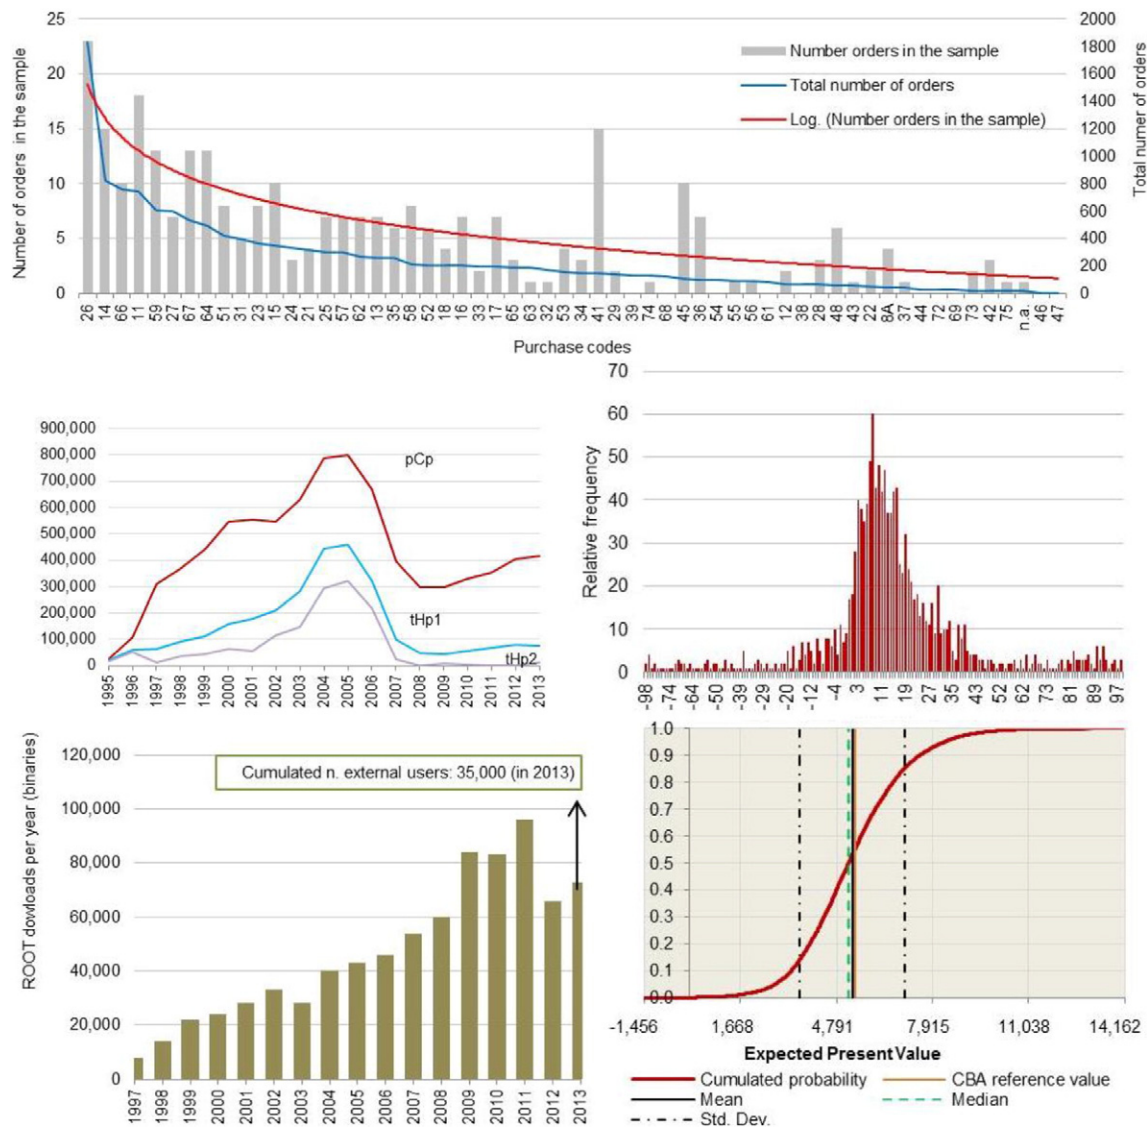 25
20
15
10
5
0
Number of orders in the sample
Number orders in the sample
Total number of orders
Log. (Number orders in the sample)
2000
1800
1600
1400
1200
1000
800
600
400
200
0
Total numer of orders
26 14 66 11 59 27 67 64 51 31 23 15 24 21 25 57 62 13 35 58 52 18 16 33 17 65 63 32 53 34 41 29 39 74 68 45 36 54 55 56 61 12 38 28 48 43 22 8A 37 44 72 69 73 42 75 n.a. 46 47
Purchase codes
900,000
800,000
700,000
600,000
500,000
400,000
300,000
200,000
100,000
0
pCp
tHp1
tHp2
1995 1996 1997 1998 1999 2000 2001 2002 2003 2004 2005 2006 2007 2008 2009 2010 2011 2012 2013
70
60
50
40
30
20
10
0
Relative frequency
-98 -74 -64 -50 -39 -29 -20 -12 -4 3 11 19 27 35 43 52 62 73 81 89 97
120,000
100,000
80,000
60,000
40,000
20,000
0
ROOT dowloads per year (binaries)
Cumulated n. external users: 35,000 (in 2013)
1997 1998 1999 2000 2001 2002 2003 2004 2005 2006 2007 2008 2009 2010 2011 2012 2013
1.0
0.9
0.8
0.7
0.6
0.5
0.4
0.3
0.2
0.1
0.0
-1,456 1,668 4,791 7,915 11,038 14,162
Expected Present Value
Cumulated probability
CBA reference value
Mean
Median
Std. Dev.